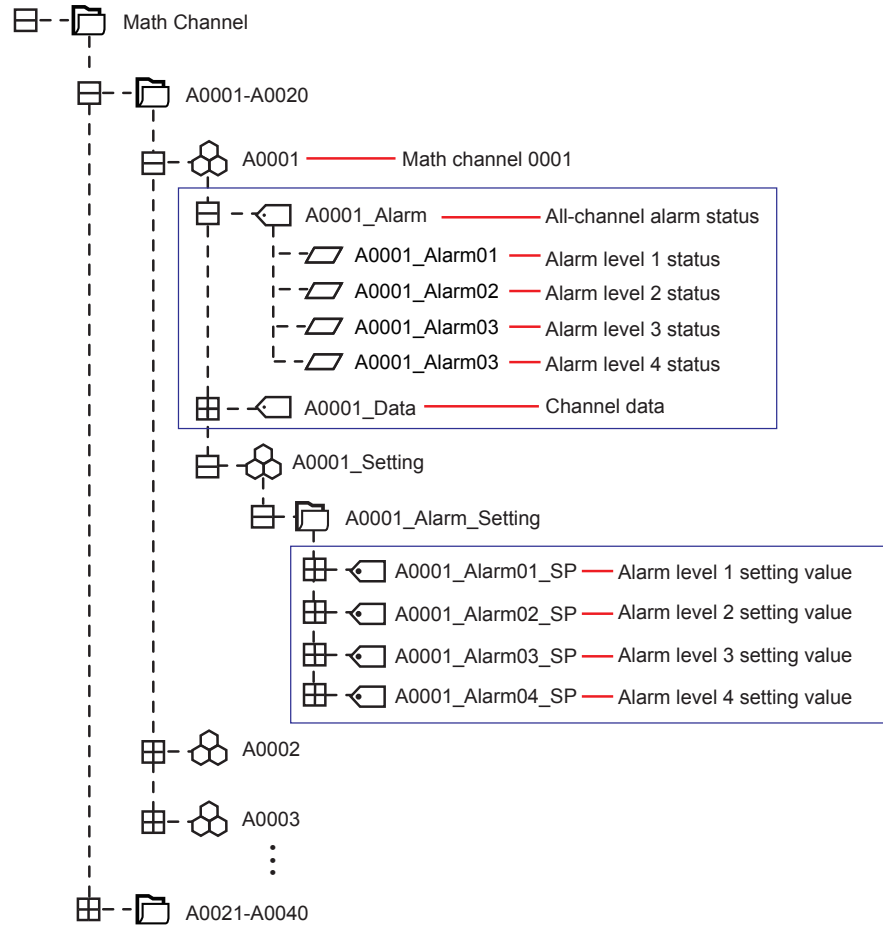 Math Channel
A0001-A0020
A0001 Math channel 0001
A0001_Alarm All-channel alarm status
A0001_Alarm01 Alarm level 1 status
A0001_Alarm02 Alarm level 2 status
A0001_Alarm03 Alarm level 3 status
A0001_Alarm03 Alarm level 4 status
A0001_Data Channel data
A0001_Setting
A0001_Alarm_Setting
A0001_Alarm01_SP Alarm level 1 setting value
A0001_Alarm02_SP Alarm level 2 setting value
A0001_Alarm03_SP Alarm level 3 setting value
A0001_Alarm04_SP Alarm level 4 setting value
A0002
A0003
A0021-A0040